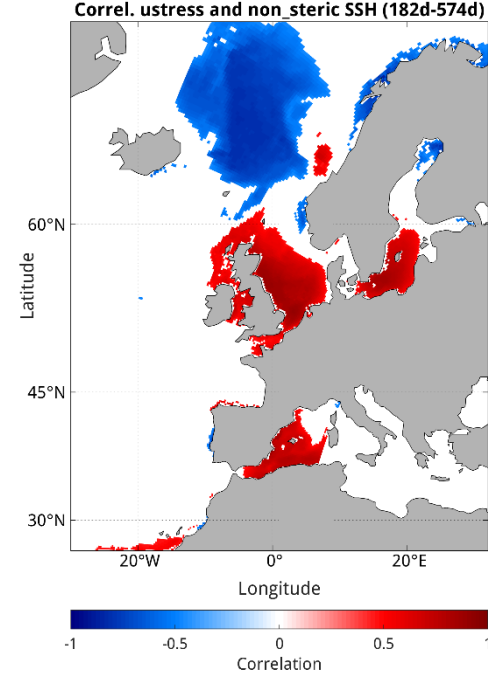 Correl. ustress and non_steric SSH (182d-574d)
60°N
45°N
30°N
Latitude
20°W 0° 20°E
Longitude
-1 -0.5 0 0.5 1
Correlation